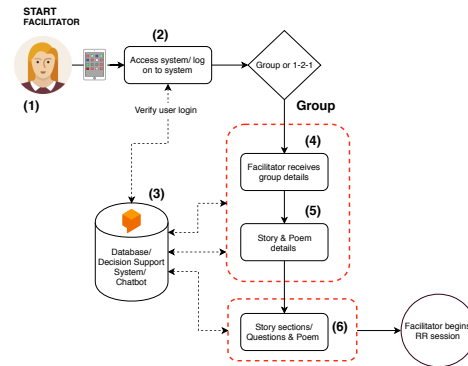 START
FACILITATOR
(1)
(2)
Access system/ log
on to system
Group or 1-2-1
Verify user login
Group
(3)
Database/
Decision Support
System/
Chatbot
(4)
Facilitator receives
group details
(5)
Story & Poem
details
Story sections/
Questions & Poem
(6)
Facilitator begins
RR session